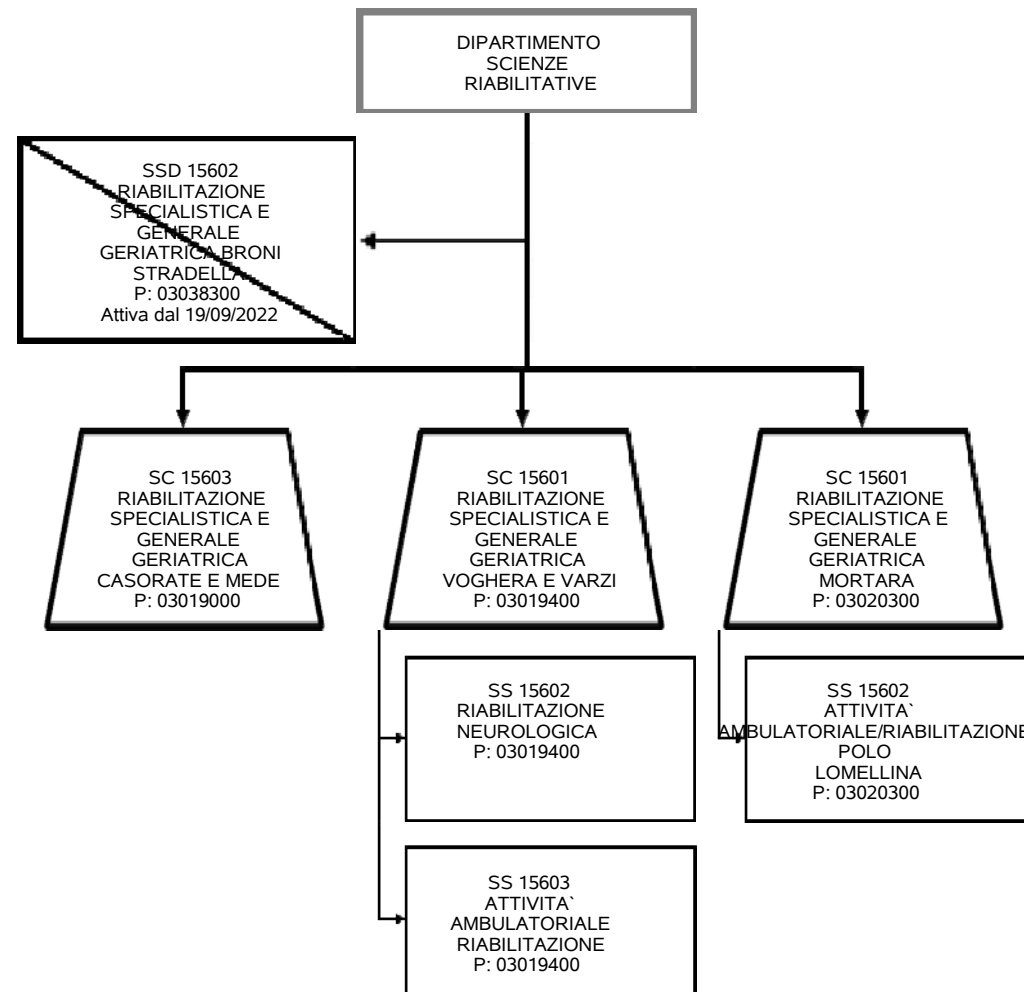 DIPARTIMENTO
SCIENZE
RIABILITATIVE
SSD 15602
RIABILITAZIONE
SPECIALISTICA E
GENERALE
GERIATRICA BRONI
STRADELLA
P: 03038300
Attiva dal 19/09/2022
SC 15603
RIABILITAZIONE
SPECIALISTICA E
GENERALE
GERIATRICA
CASORATE E MEDE
P: 03019000
SC 15601
RIABILITAZIONE
SPECIALISTICA E
GENERALE
GERIATRICA
VOGHERA E VARZI
P: 03019400
SC 15601
RIABILITAZIONE
SPECIALISTICA E
GENERALE
GERIATRICA
MORTARA
P: 03020300
SS 15602
RIABILITAZIONE
NEUROLOGICA
P: 03019400
SS 15602
ATTIVITA`
AMBULATORIALE/RIABILITAZIONE
POLO
LOMELLINA
P: 03020300
SS 15603
ATTIVITA`
AMBULATORIALE
RIABILITAZIONE
P: 03019400